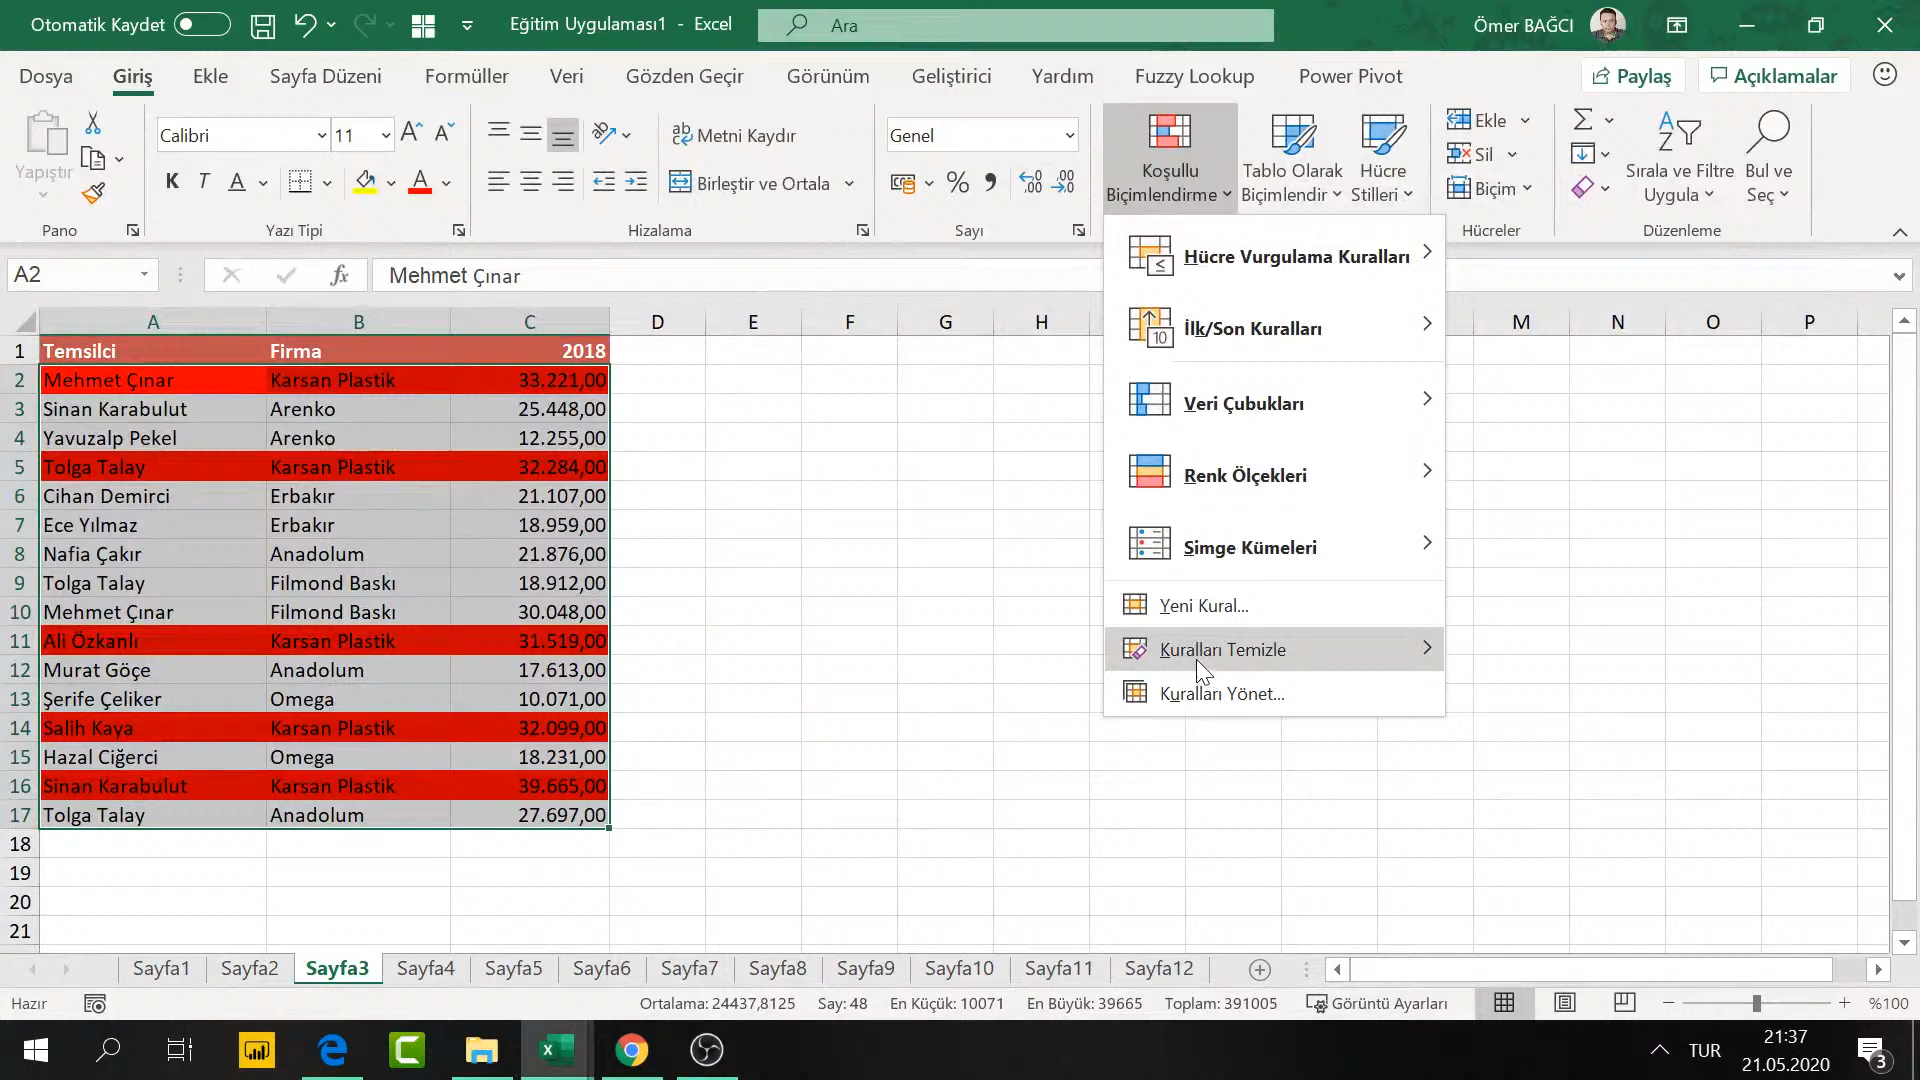 Otomatik Kaydet
Eğitim Uygulaması1 - Excel
Ara
Ömer BAĞCI
Dosya Giriş Ekle Sayfa Düzeni Formüller Veri Gözden Geçir Görünüm Geliştirici Yardım Fuzzy Lookup Power Pivot Paylaş Açıklamalar
Yapıştır
Pano
Calibri 11
K T A
Yazı Tipi
Metni Kaydır
Birleştir ve Ortala
Hizalama
Genel
Sayı
Koşullu Biçimlendirme
Tablo Olarak Biçimlendir
Hücre Stilleri
Ekle
Sil
Biçim
Hücreler
Sırala ve Filtre Uygula
Bul ve Seç
Düzenleme
A2
fx
Mehmet Çınar
Hücre Vurgulama Kuralları
İlk/Son Kuralları
Veri Çubukları
Renk Ölçekleri
Simge Kümeleri
Yeni Kural...
Kuralları Temizle
Kuralları Yönet...
A B C D E F G H M N O P
1 Temsilci Firma 2018
2 Mehmet Çınar Karsan Plastik 33.221,00
3 Sinan Karabulut Arenko 25.448,00
4 Yavuzalp Pekel Arenko 12.255,00
5 Tolga Talay Karsan Plastik 32.284,00
6 Cihan Demirci Erbakır 21.107,00
7 Ece Yılmaz Erbakır 18.959,00
8 Nafia Çakır Anadolum 21.876,00
9 Tolga Talay Filmond Baskı 18.912,00
10 Mehmet Çınar Filmond Baskı 30.048,00
11 Ali Özkanlı Karsan Plastik 31.519,00
12 Murat Göçe Anadolum 17.613,00
13 Şerife Çeliker Omega 10.071,00
14 Salih Kaya Karsan Plastik 32.099,00
15 Hazal Ciğerci Omega 18.231,00
16 Sinan Karabulut Karsan Plastik 39.665,00
17 Tolga Talay Anadolum 27.697,00
18
19
20
21
Sayfa1 Sayfa2 Sayfa3 Sayfa4 Sayfa5 Sayfa6 Sayfa7 Sayfa8 Sayfa9 Sayfa10 Sayfa11 Sayfa12
Hazır
Ortalama: 24437,8125 Say: 48 En Küçük: 10071 En Büyük: 39665 Toplam: 391005 Görüntü Ayarları %100
TUR
21:37
21.05.2020
3